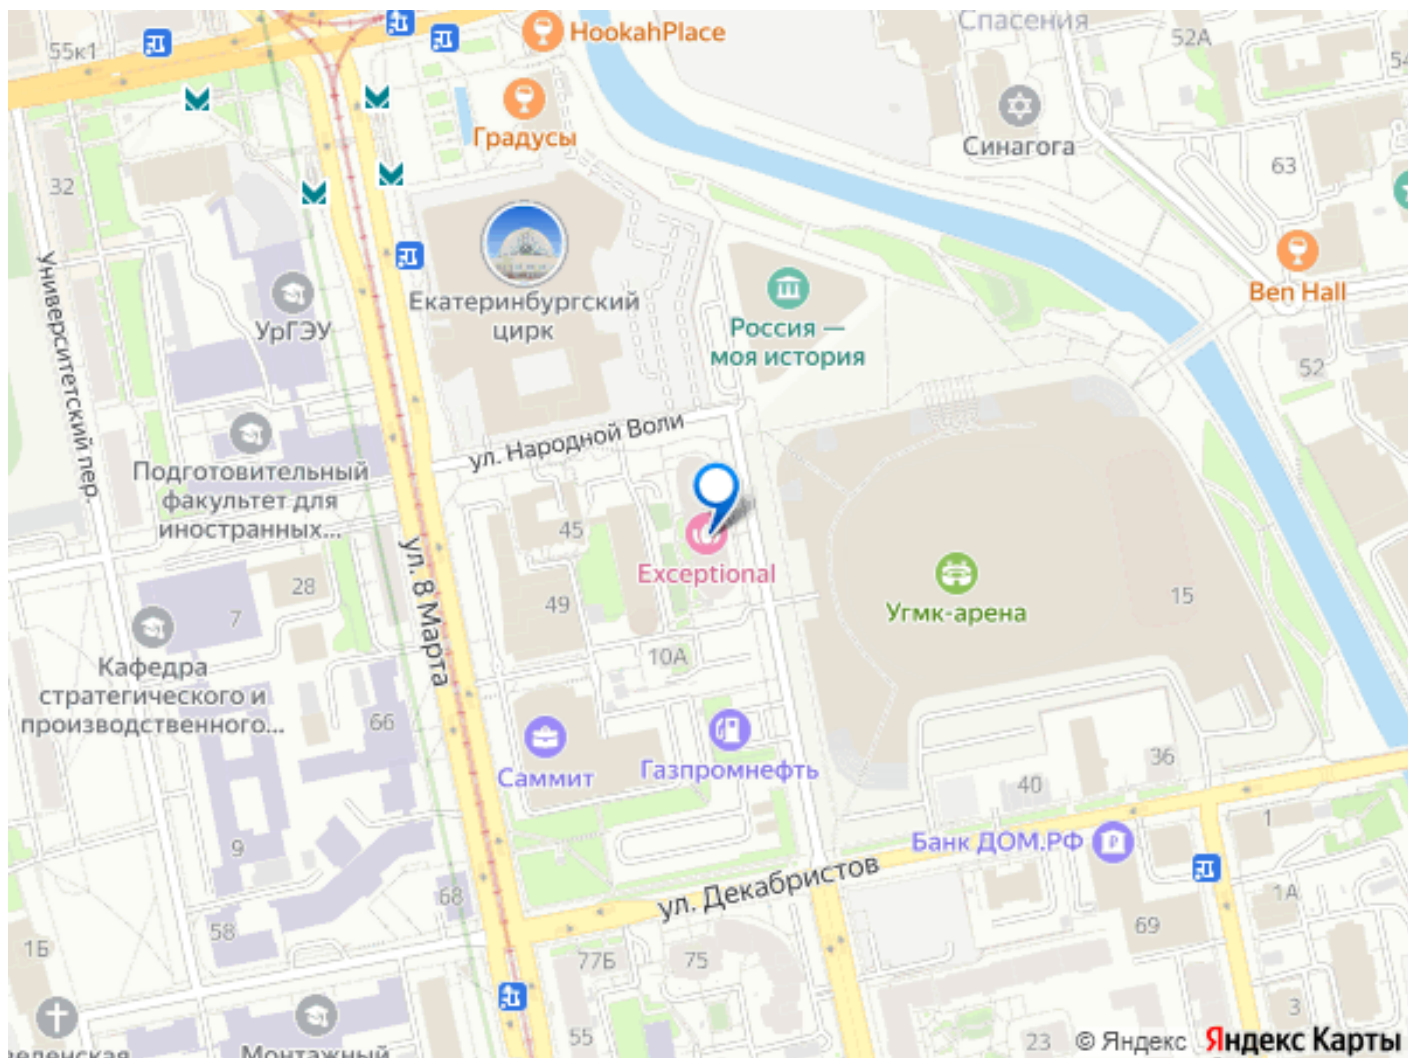 55к1
HookahPlace
Спасения
52А
54
Градусы
Синагога
63
8
32
Университетский пер.
УрГЭУ
Екатеринбургский
цирк
Россия —
моя история
Ben Hall
52
ул. Народной Воли
Подготовительный
факультет для
иностранных...
45
Exceptional
ул. 8 Марта
28
7
49
Угмк-арена
15
Кафедра
стратегического и
производственного...
10А
66
Саммит
Газпромнефть
36
40
9
Банк ДОМ.РФ
1
ул. Декабристов
68
1А
58
1Б
69
77Б
75
3
55
23
Монтажный
© Яндекс
Яндекс Карты